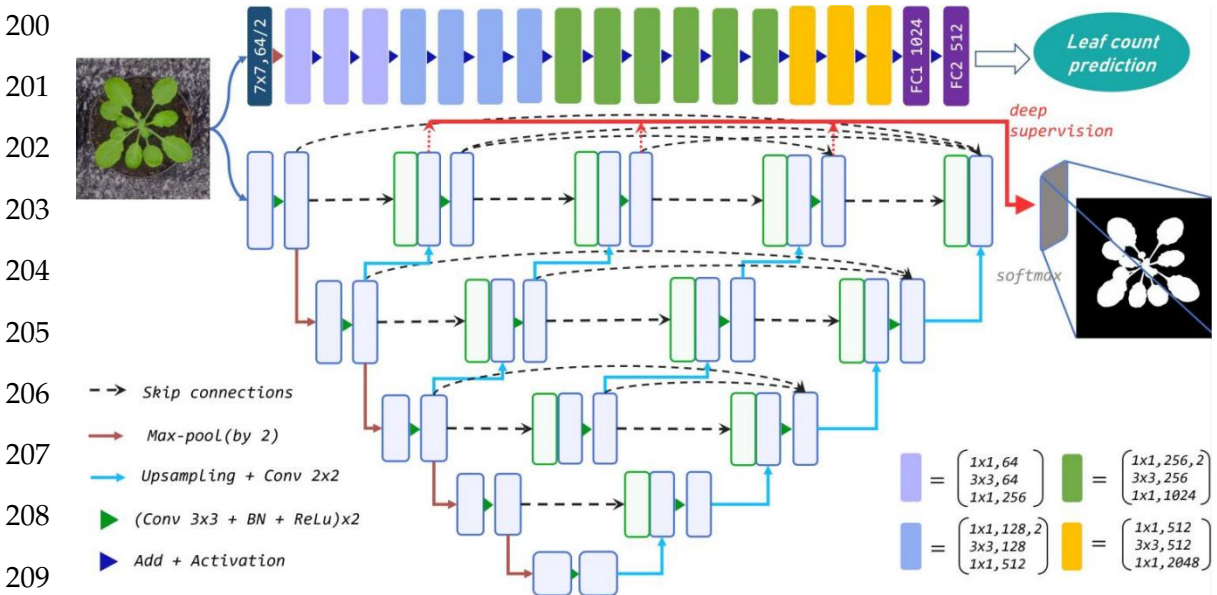 200
201
202
203
204
205
206
207
208
209
7x7,64/2
FC1 1024
FC2 512
Leaf count
prediction
deep
supervision
softmax
Skip connections
Max-pool(by 2)
Upsampling + Conv 2x2
(Conv 3x3 + BN + ReLu)x2
Add + Activation
= 1x1,64
3x3,64
1x1,256
= 1x1,256,2
3x3,256
1x1,1024
= 1x1,128,2
3x3,128
1x1,512
= 1x1,512
3x3,512
1x1,2048